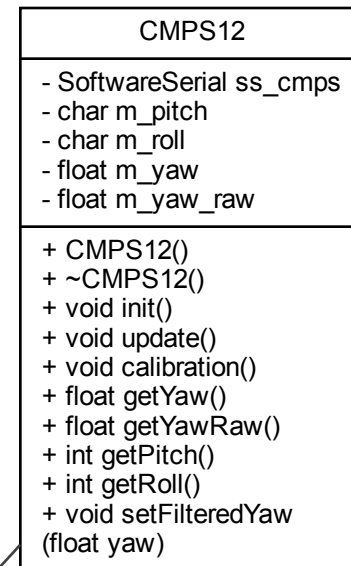 CMPS12
- SoftwareSerial ss_cmps
- char m_pitch
- char m_roll
- float m_yaw
- float m_yaw_raw
+ CMPS12()
+ ~CMPS12()
+ void init()
+ void update()
+ void calibration()
+ float getYaw()
+ float getYawRaw()
+ int getPitch()
+ int getRoll()
+ void setFilteredYaw
(float yaw)